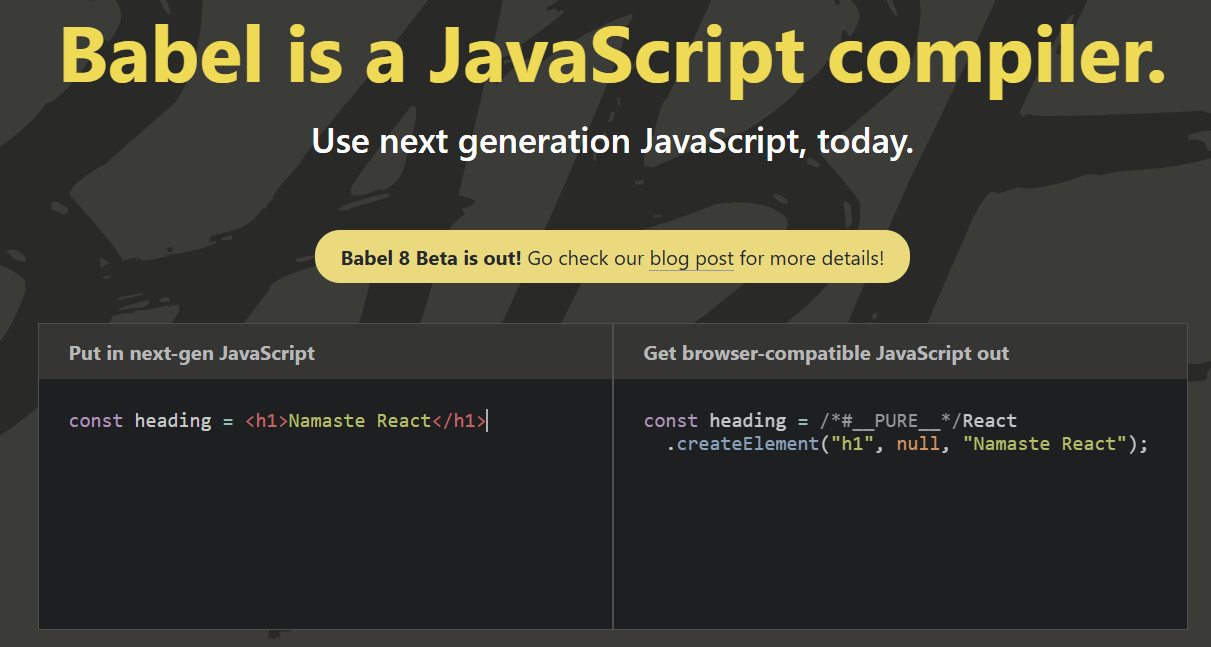 Babel is a JavaScript compiler.
Use next generation JavaScript, today.
Babel 8 Beta is out! Go check our blog post for more details!
Put in next-gen JavaScript
const heading = <h1>Namaste React</h1>
Get browser-compatible JavaScript out
const heading = /*#__PURE__*/React
.createElement("h1", null, "Namaste React");